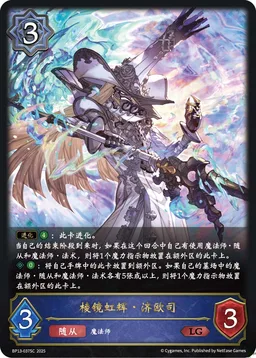 3
进化 4 ：此卡进化。
当自己的结束阶段到来时，如果在这个回合中自己有使用魔法师·随从和魔法师·法术，则将1个魔力指示物放置在额外区的此卡上。
：将自己手牌中的此卡放置到额外区。如果自己的墓场中的魔法师·随从和魔法师·法术各有5张或以上，则将1个魔力指示物放置在额外区的此卡上。
棱镜虹辉·济欧司
随从 魔法师 LG
3 3
BP13-037SC 2025
© Cygames, Inc. Published by NetEase Games